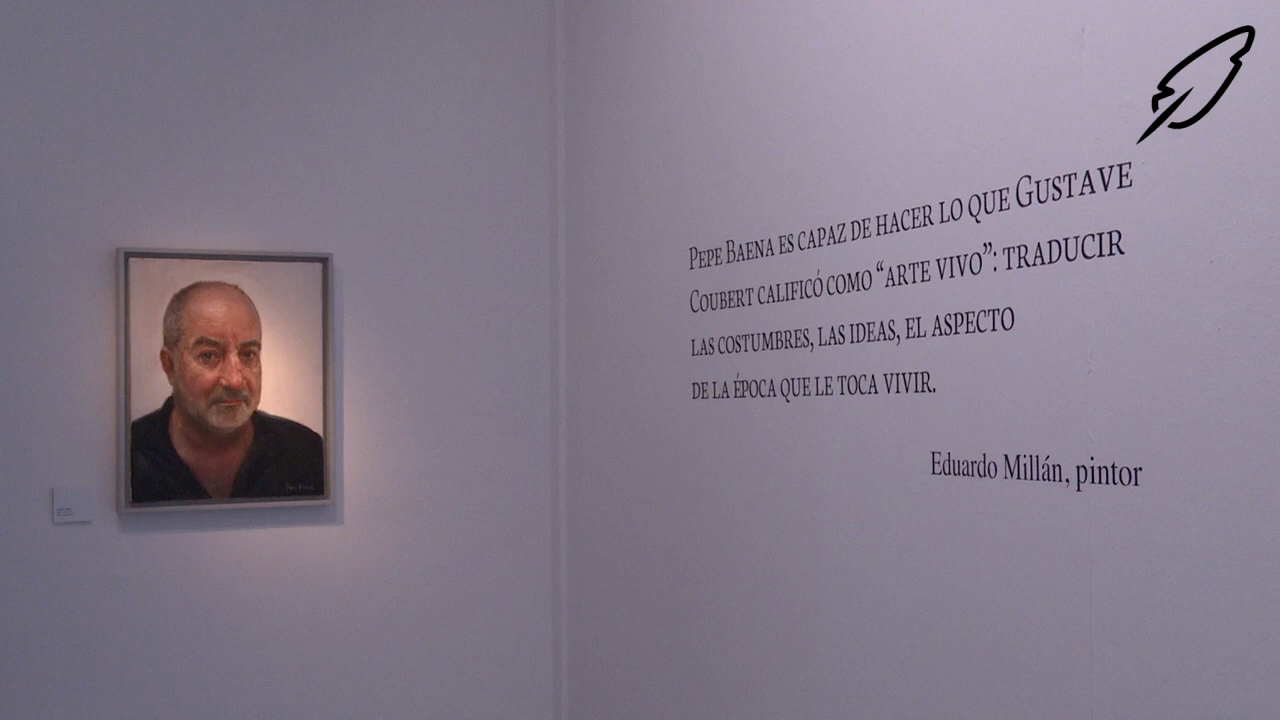 Pepe Baena es capaz de hacer lo que Gustave
Coubert calificó como “arte vivo”: traducir
las costumbres, las ideas, el aspecto
de la época que le toca vivir.
Eduardo Millán, pintor